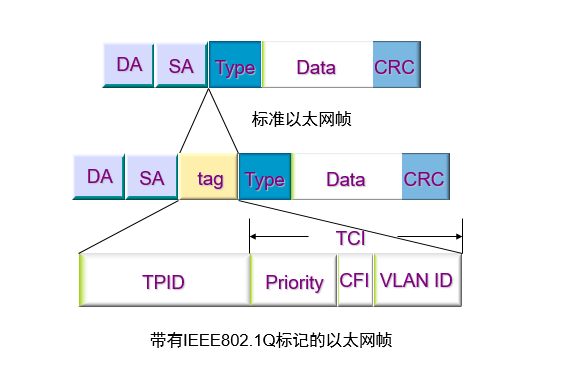 DA SA Type Data CRC
标准以太网帧
DA SA tag Type Data CRC
TCI
TPID Priority CFI VLAN ID
带有IEEE802.1Q标记的以太网帧